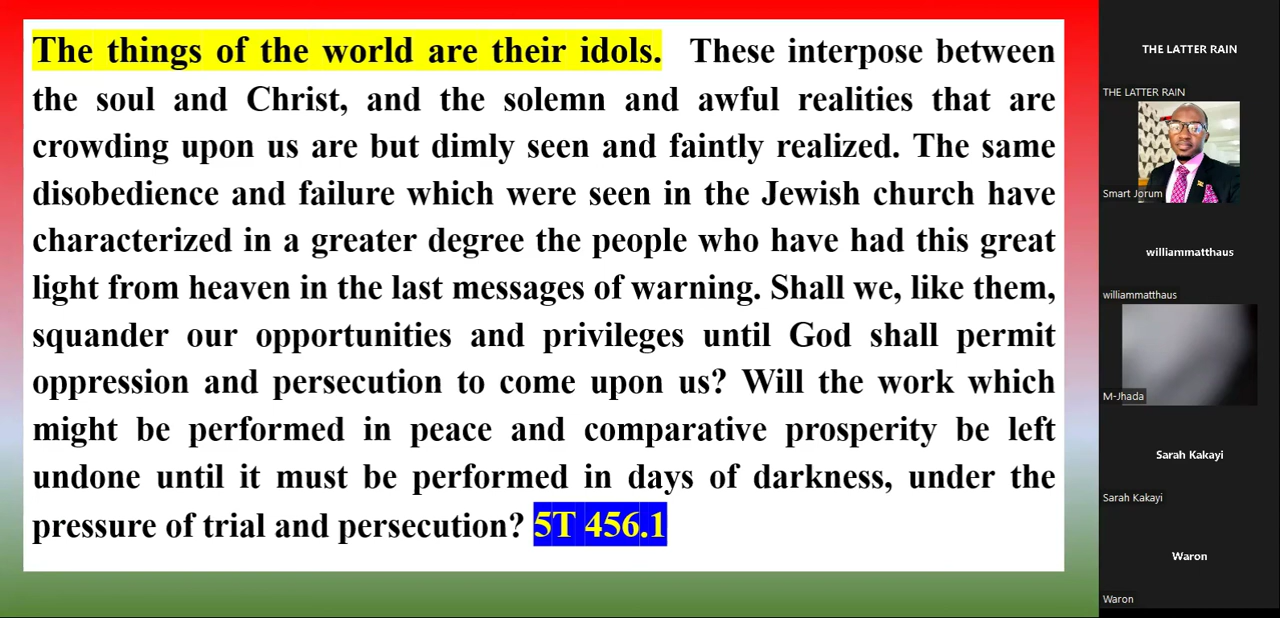 The things of the world are their idols. These interpose between
the soul and Christ, and the solemn and awful realities that are
crowding upon us are but dimly seen and faintly realized. The same
disobedience and failure which were seen in the Jewish church have
characterized in a greater degree the people who have had this great
light from heaven in the last messages of warning. Shall we, like them,
squander our opportunities and privileges until God shall permit
oppression and persecution to come upon us? Will the work which
might be performed in peace and comparative prosperity be left
undone until it must be performed in days of darkness, under the
pressure of trial and persecution? 5T 456.1
THE LATTER RAIN
THE LATTER RAIN
Smart Jorum
williammatthaus
williammatthaus
M-Jhada
Sarah Kakayi
Sarah Kakayi
Waron
Waron